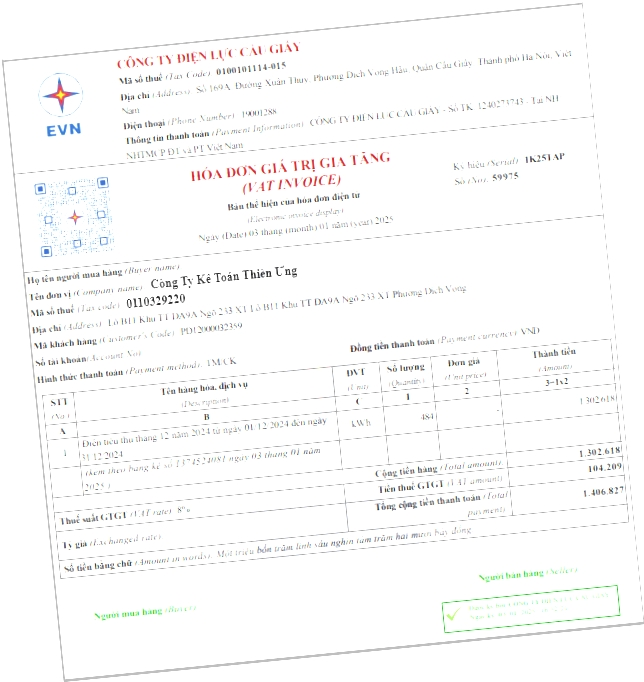 CÔNG TY ĐIỆN LỰC CẦU GIẤY
Mã số thuế (Tax Code): 0100101114-015
Địa chỉ (Address): Số 169A, Đường Xuân Thủy, Phường Dịch Vọng Hậu, Quận Cầu Giấy, Thành phố Hà Nội, Việt
Nam
Điện thoại (Phone Number): 19001288
Thông tin thanh toán (Payment Information): CÔNG TY ĐIỆN LỰC CẦU GIẤY - Số TK: 1240273743 - Tại NH
NHTMCP ĐT và PT Việt Nam
EVN
HÓA ĐƠN GIÁ TRỊ GIA TĂNG
(VAT INVOICE)
Bản thể hiện của hóa đơn điện tử
(Electronic invoice display)
Ngày (Date) 03 tháng (month) 01 năm (year) 2025
Ký hiệu (Serial): 1K25TAP
Số (No): 59975
Họ tên người mua hàng (Buyer name):
Tên đơn vị (Company name): Công Ty Kế Toán Thiên Ưng
Mã số thuế (Tax code): 0110329220
Địa chỉ (Address): Lô B11 Khu TT DA9A Ngõ 233 X1 Lô B11 Khu TT DA9A Ngõ 233 X1 Phường Dịch Vọng
Mã khách hàng (Customer's Code): PD12000032359
Số tài khoản (Account No):
Hình thức thanh toán (Payment method): TM/CK
Đồng tiền thanh toán (Payment currency): VND
STT
(No.)
Tên hàng hóa, dịch vụ
(Description)
ĐVT
(Unit)
Số lượng
(Quantity)
Đơn giá
(Unit price)
Thành tiền
(Amount)
A
B
C
1
2
3=1x2
1
Điện tiêu thụ tháng 12 năm 2024 từ ngày 01/12/2024 đến ngày
31/12/2024
kWh
484
-
1.302.618
(kèm theo bảng kê số 1374524081 ngày 03 tháng 01 năm
2025 )
Cộng tiền hàng (Total amount):
1.302.618
Thuế suất GTGT (VAT rate): 8%
Tiền thuế GTGT (VAT amount):
104.209
Tỷ giá (Exchanged rate):
Tổng cộng tiền thanh toán (Total
payment):
1.406.827
Số tiền bằng chữ (Amount in words): Một triệu bốn trăm linh sáu nghìn tám trăm hai mươi bảy đồng
Người mua hàng (Buyer)
Người bán hàng (Seller)